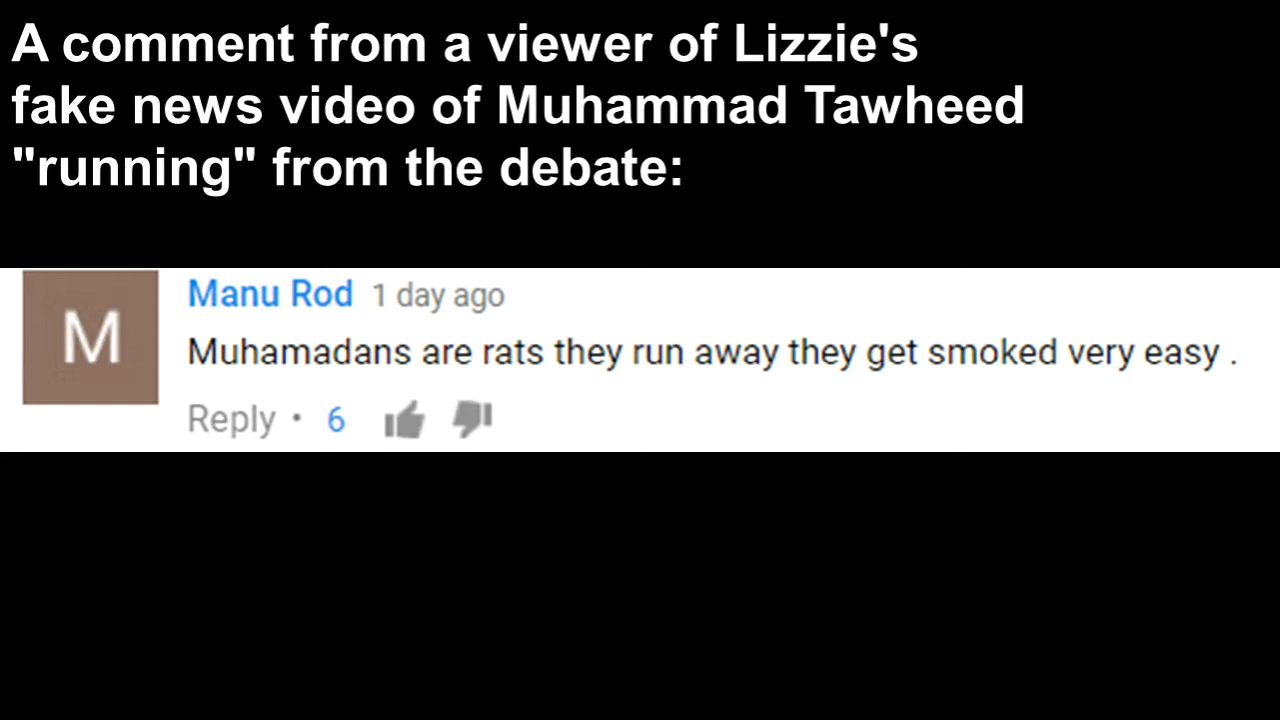 A comment from a viewer of Lizzie's
fake news video of Muhammad Tawheed
"running" from the debate:
M
Manu Rod 1 day ago
Muhamadans are rats they run away they get smoked very easy .
Reply • 6